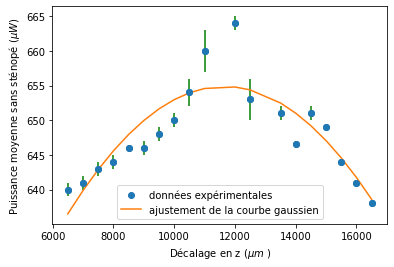 665
660
655
650
645
640
Puissance moyenne sans sténopé (μW)
6000 8000 10000 12000 14000 16000
Décalage en z (μm )
données expérimentales
ajustement de la courbe gaussien